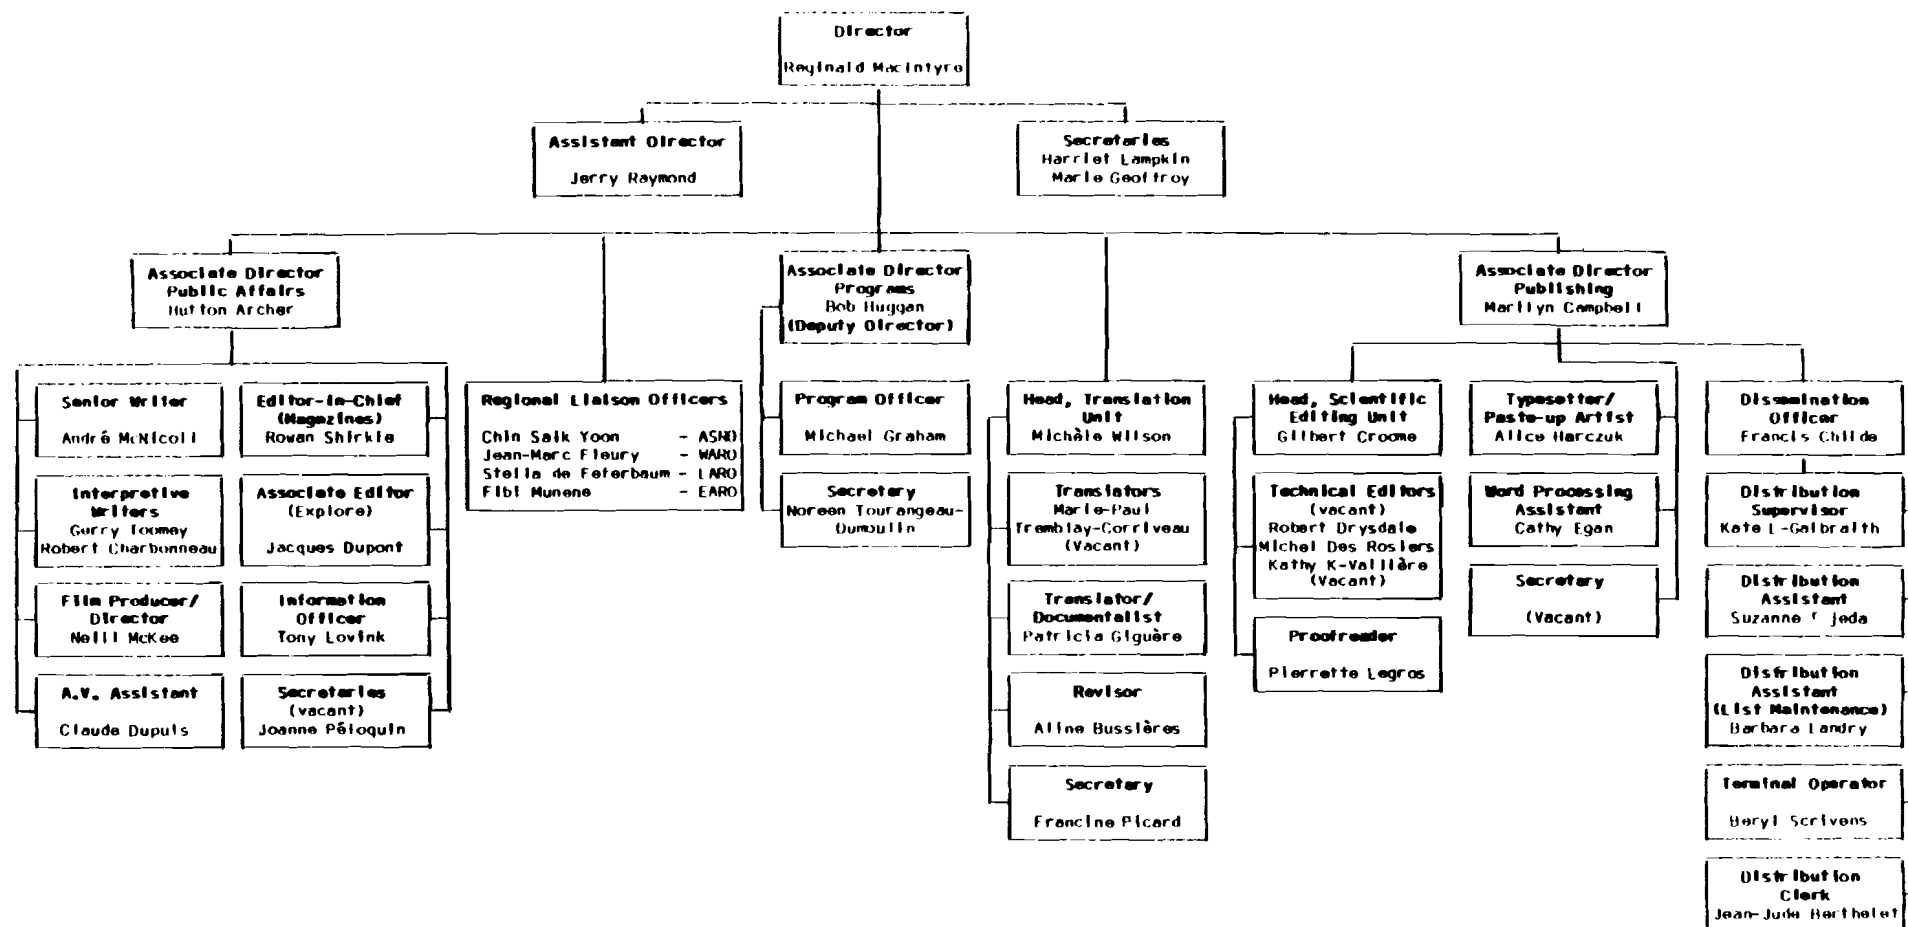 Director
Reginald MacIntyre
Assistant Director
Jerry Raymond
Secretaries
Harriet Lampkin
Marie Geoffroy
Associate Director
Public Affairs
Hutton Archer
Associate Director
Programs
Bob Huggan
(Deputy Director)
Associate Director
Publishing
Marilyn Campbell
Senior Writer
André McNicoll
Interpretive
Writers
Gerry Toomey
Robert Charbonneau
Film Producer/
Director
Neill McKee
A.V. Assistant
Claude Dupuis
Editor-in-Chief
(Magazines)
Rowan Shirkie
Associate Editor
(Explore)
Jacques Dupont
Information
Officer
Tony Lovink
Secretaries
(vacant)
Joanne Péloquin
Regional Liaison Officers
Chin Saik Yoon - ASRO
Jean-Marc Fleury - WARO
Stella de Feferbaum - LARO
Fibi Munene - EARO
Program Officer
Michael Graham
Secretary
Noreen Tourangeau-
Dumoulin
Head, Translation
Unit
Michèle Wilson
Translators
Marie-Paul
Tremblay-Corriveau
(Vacant)
Translator/
Documentalist
Patricia Giguère
Revisor
Aline Bussières
Secretary
Francine Picard
Head, Scientific
Editing Unit
Gilbert Croome
Technical Editors
(vacant)
Robert Drysdale
Michel Des Rosiers
Kathy K-Vallière
(Vacant)
Proofreader
Pierrette Legros
Typesetter/
Paste-up Artist
Alice Harczuk
Word Processing
Assistant
Cathy Egan
Secretary
(Vacant)
Dissemination
Officer
Francis Childe
Distribution
Supervisor
Kate L-Galbraith
Distribution
Assistant
Suzanne
Distribution
Assistant
(List Maintenance)
Barbara Landry
Terminal Operator
Beryl Scrivens
Distribution
Clerk
Jean-Jude Berthelet